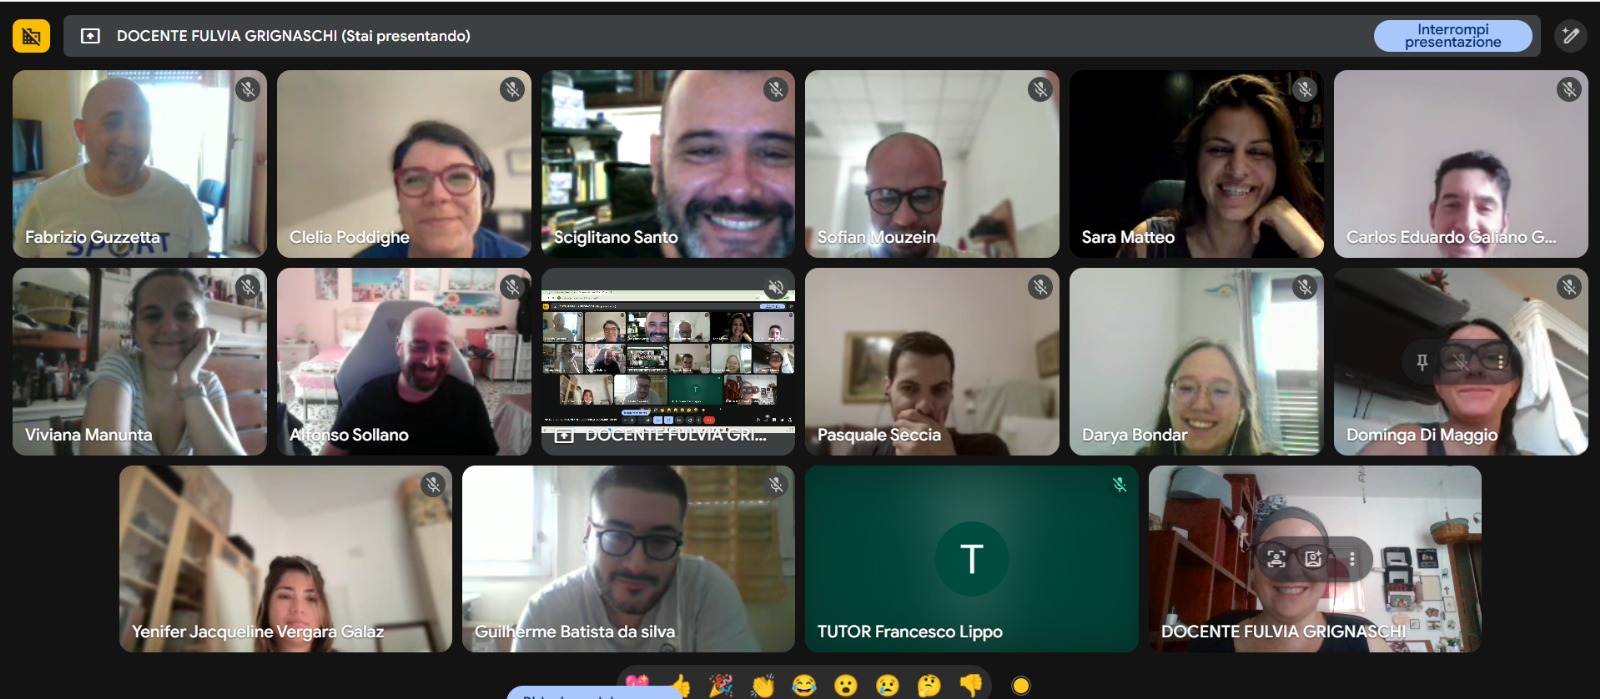 DOCENTE FULVIA GRIGNASCHI (Stai presentando)
Interrompi
presentazione
SPORT
Fabrizio Guzzetta
Clelia Poddighe
Sciglitano Santo
Sofian Mouzein
Sara Matteo
Carlos Eduardo Galiano G...
Viviana Manunta
Alfonso Sollano
DOCENTE FULVIA GRI...
Pasquale Seccia
Darya Bondar
Dominga Di Maggio
T
Yenifer Jacqueline Vergara Galaz
Guilherme Batista da silva
TUTOR Francesco Lippo
DOCENTE FULVIA GRIGNASCHI